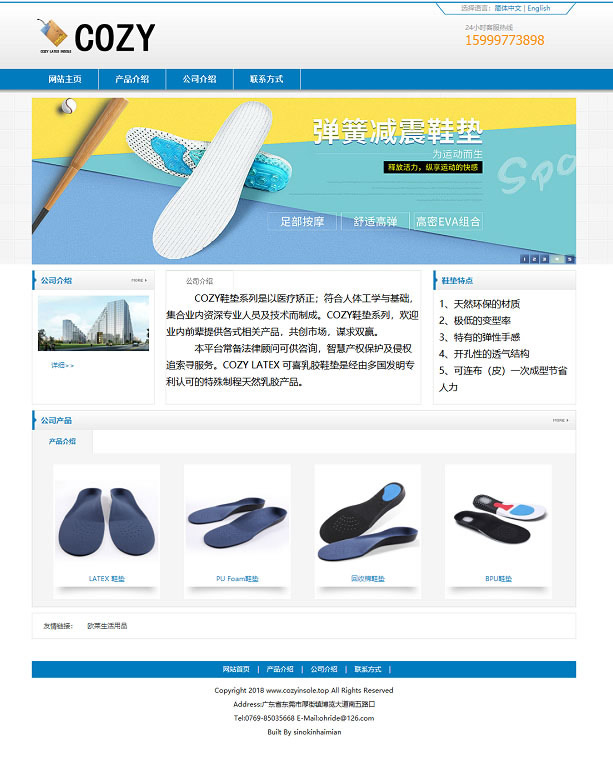 选择语言：简体中文 | English
COZY
COZY LATEX INSOLE
24小时客服热线
15999773898
网站主页 产品介绍 公司介绍 联系方式
弹簧减震鞋垫
为运动而生
释放活力，纵享运动的快感
Spo
足部按摩 舒适高弹 高密EVA组合
1 2 3 4 5
公司介绍 more
公司介绍
鞋垫特点
COZY鞋垫系列是以医疗矫正；符合人体工学与基础，
集合业内资深专业人员及技术而制成。COZY鞋垫系列，欢迎
业内前辈提供各式相关产品，共创市场，谋求双赢。
本平台常备法律顾问可供咨询，智慧产权保护及侵权
追索寻服务。COZY LATEX 可喜乳胶鞋垫是经由多国发明专
利认可的特殊制程天然乳胶产品。
详细>>
1、天然环保的材质
2、极低的变型率
3、特有的弹性手感
4、开孔性的透气结构
5、可连布（皮）一次成型节省
人力
公司产品 more
产品介绍
LATEX 鞋垫 PU Foam鞋垫 回收棉鞋垫 BPU鞋垫
友情链接： 欧莱生活用品
网站首页 | 产品介绍 | 公司介绍 | 联系方式 |
Copyright 2018 www.cozyinsole.top All Rights Reserved
Address:广东省东莞市厚街镇博览大道南五路口
Tel:0769-85035668 E-Mail:ohride@126.com
Built By sinokinhaimian